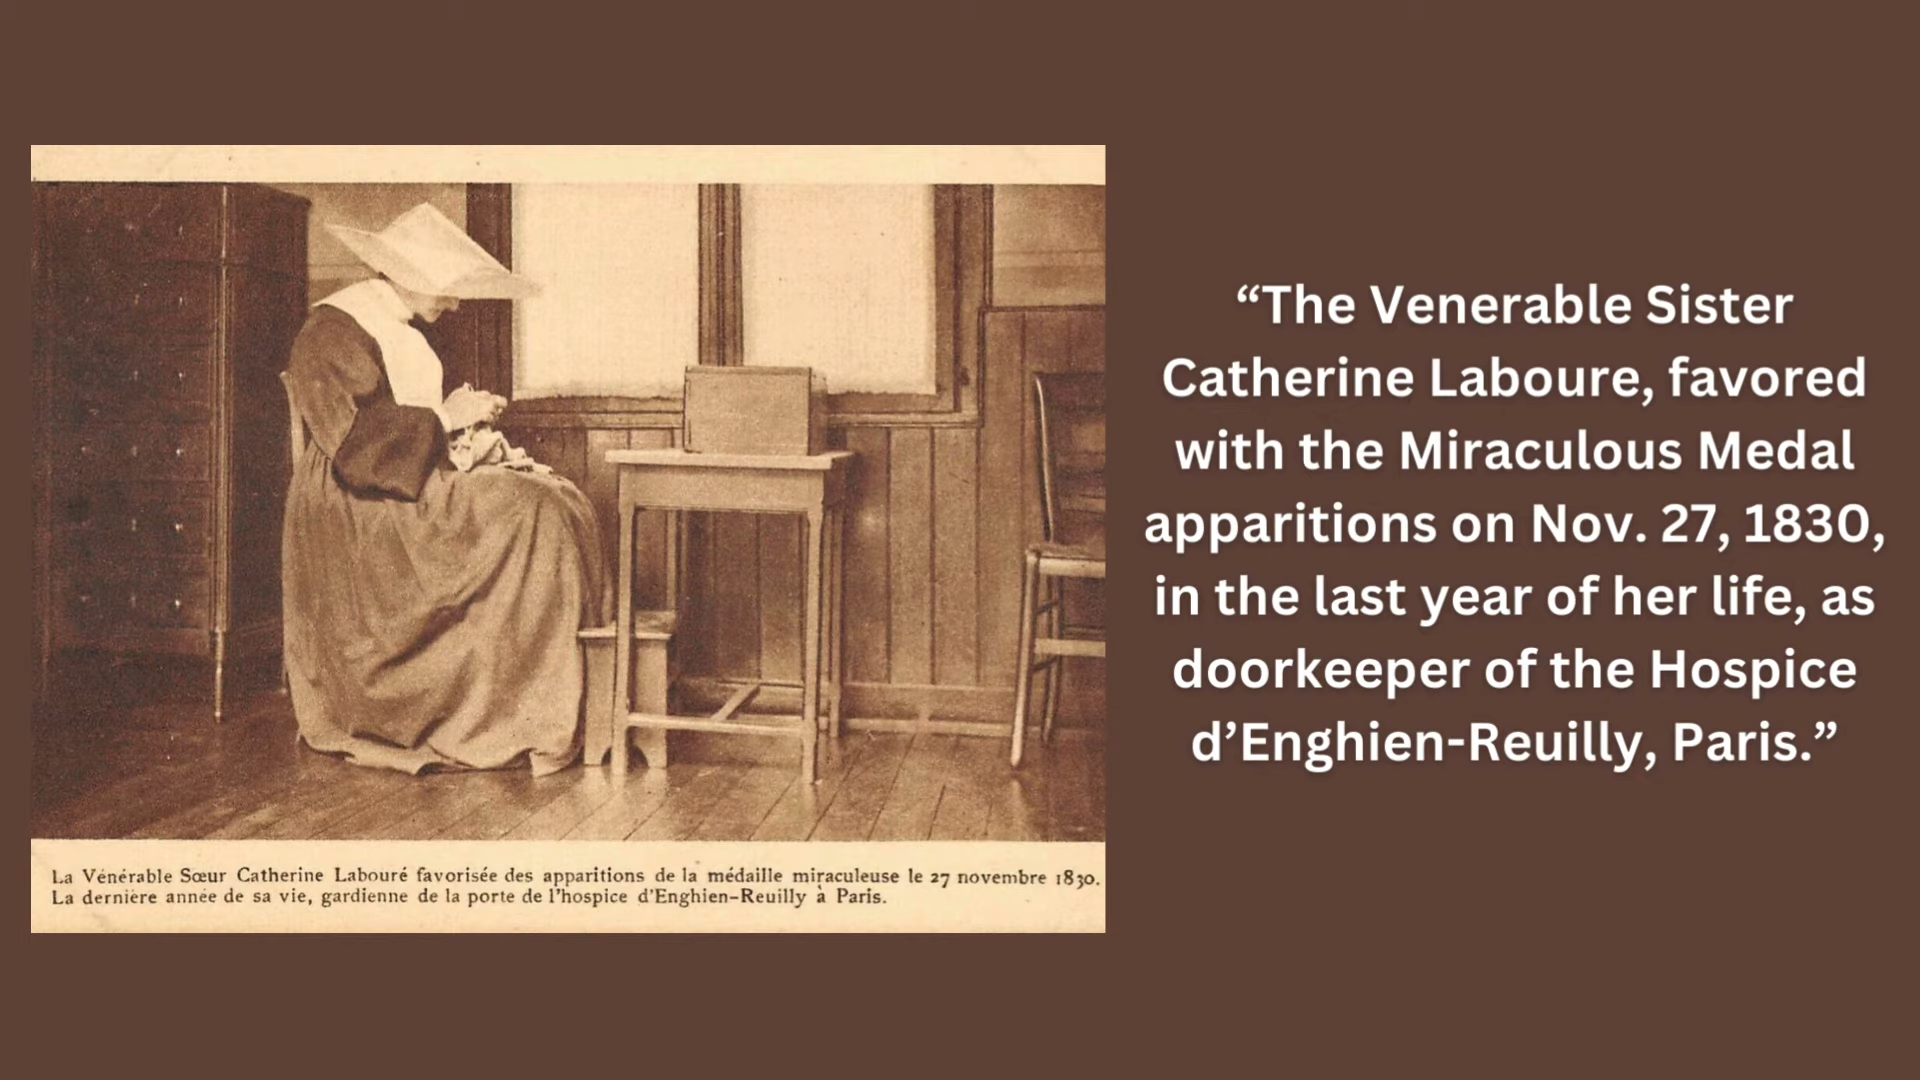 “The Venerable Sister
Catherine Laboure, favored
with the Miraculous Medal
apparitions on Nov. 27, 1830,
in the last year of her life, as
doorkeeper of the Hospice
d’Enghien-Reuilly, Paris.”
La Vénérable Sœur Catherine Labouré favorisée des apparitions de la médaille miraculeuse le 27 novembre 1830.
La dernière année de sa vie, gardienne de la porte de l'hospice d'Enghien-Reuilly à Paris.